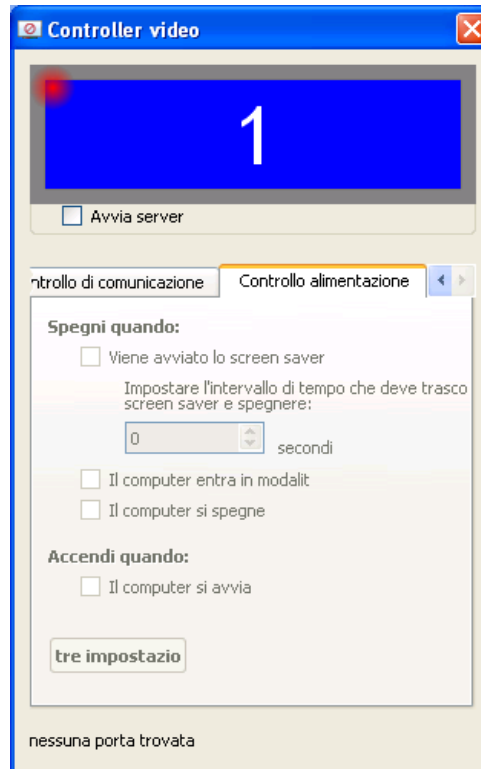 Controller video
1
Avvia server
ntrollo di comunicazione
Controllo alimentazione
Spegni quando:
Viene avviato lo screen saver
Impostare l'intervallo di tempo che deve trasco
screen saver e spegnere:
0
secondi
Il computer entra in modalit
Il computer si spegne
Accendi quando:
Il computer si avvia
tre impostazio
nessuna porta trovata